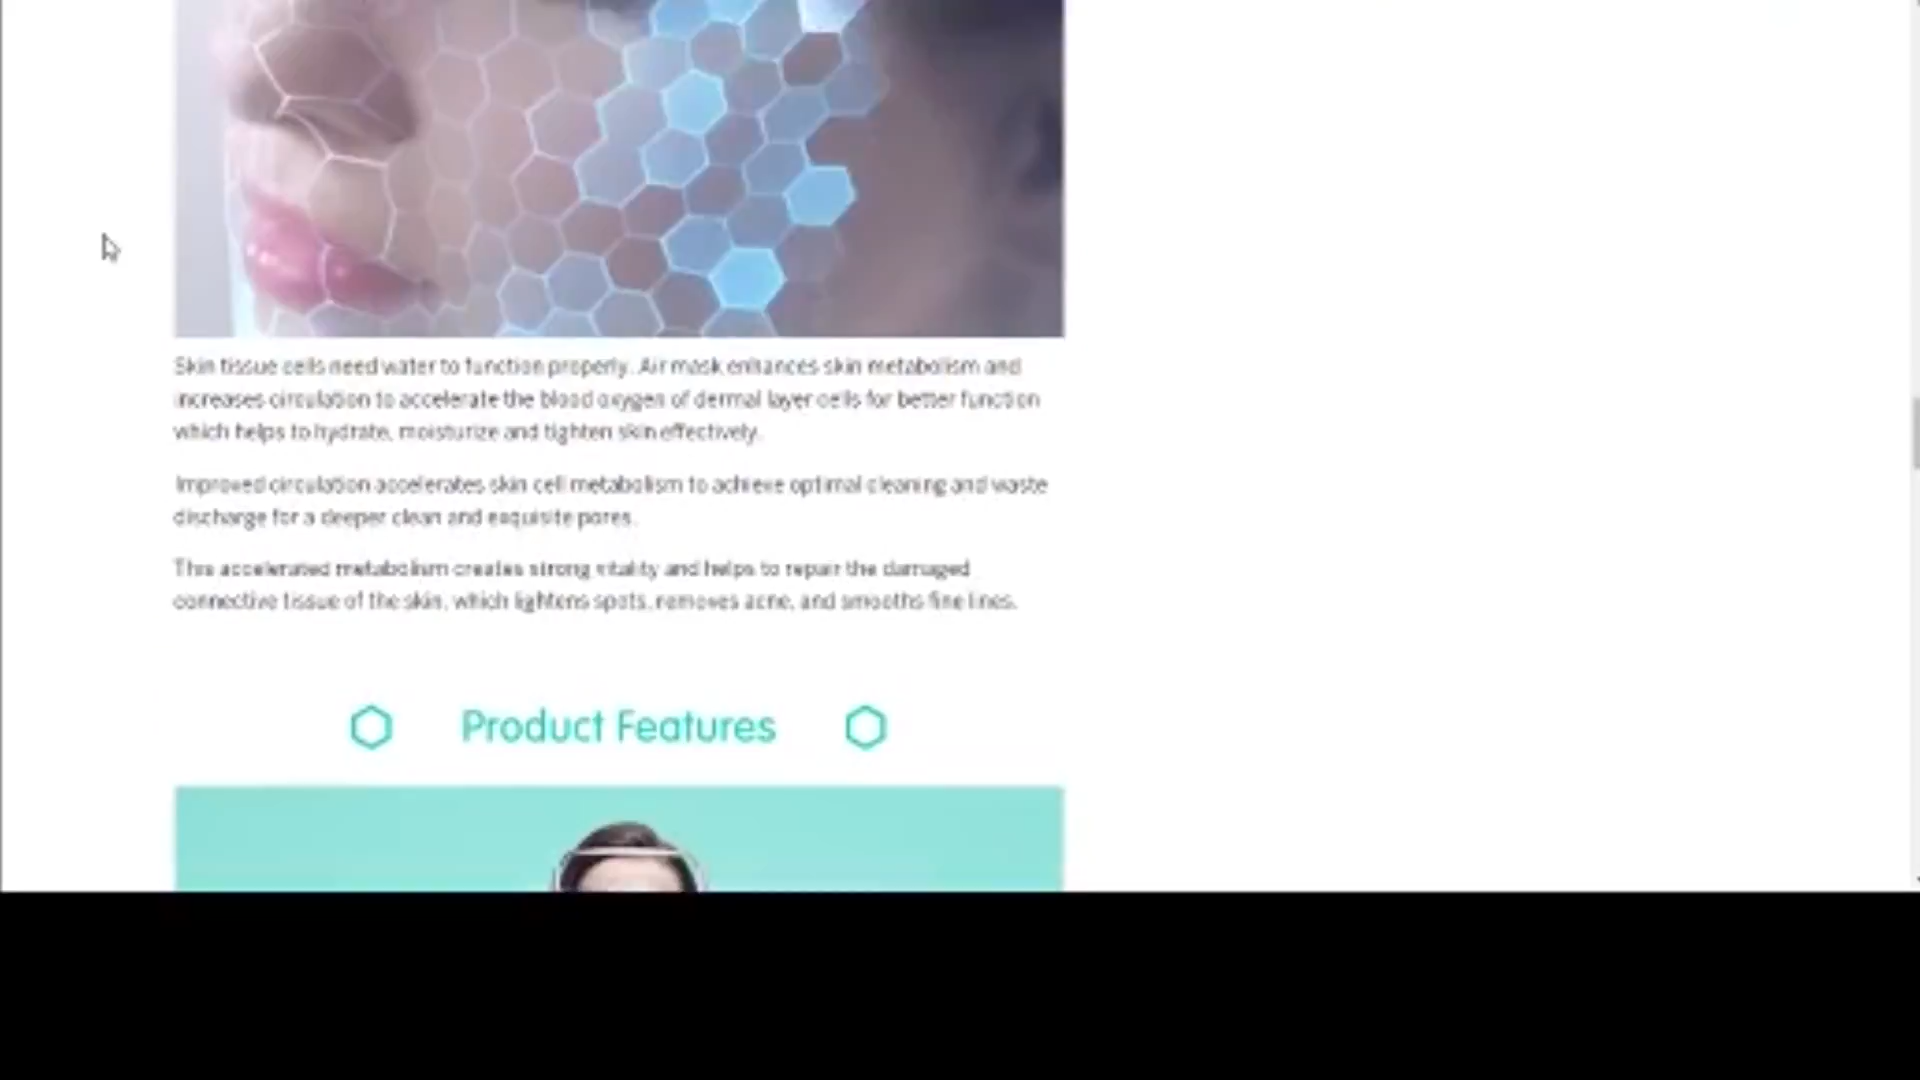 Skin tissue cells need water to function properly. Air mask enhances skin metabolism and
increases circulation to accelerate the blood oxygen of dermal layer cells for better function
which helps to hydrate, moisturize and tighten skin effectively.
Improved circulation accelerates skin cell metabolism to achieve optimal cleaning and waste
discharge for a deeper clean and exquisite pores.
This accelerated metabolism creates strong vitality and helps to repair the damaged
connective tissue of the skin, which lightens spots, removes acne, and smooths fine lines.
Product Features